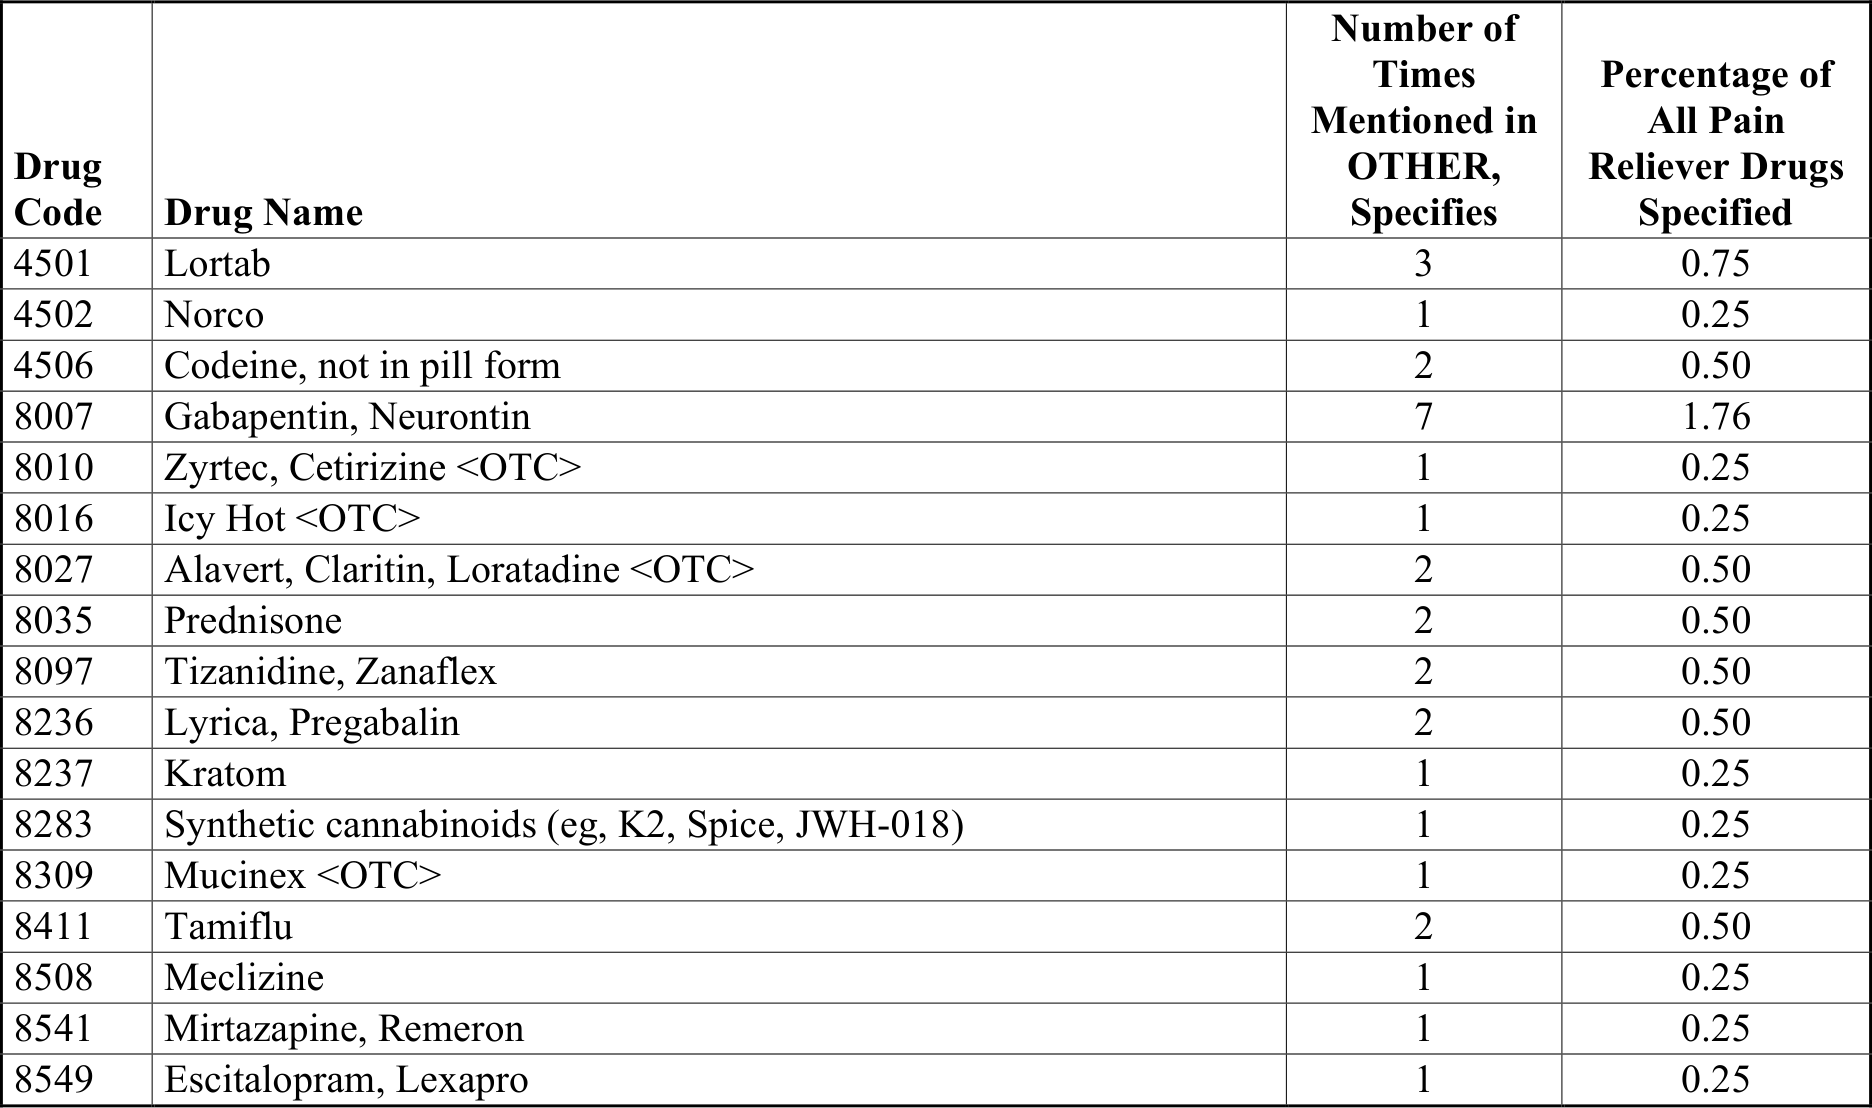 Drug Code | Drug Name | Number of Times Mentioned in OTHER, Specifies | Percentage of All Pain Reliever Drugs Specified
4501 | Lortab | 3 | 0.75
4502 | Norco | 1 | 0.25
4506 | Codeine, not in pill form | 2 | 0.50
8007 | Gabapentin, Neurontin | 7 | 1.76
8010 | Zyrtec, Cetirizine <OTC> | 1 | 0.25
8016 | Icy Hot <OTC> | 1 | 0.25
8027 | Alavert, Claritin, Loratadine <OTC> | 2 | 0.50
8035 | Prednisone | 2 | 0.50
8097 | Tizanidine, Zanaflex | 2 | 0.50
8236 | Lyrica, Pregabalin | 2 | 0.50
8237 | Kratom | 1 | 0.25
8283 | Synthetic cannabinoids (eg, K2, Spice, JWH-018) | 1 | 0.25
8309 | Mucinex <OTC> | 1 | 0.25
8411 | Tamiflu | 2 | 0.50
8508 | Meclizine | 1 | 0.25
8541 | Mirtazapine, Remeron | 1 | 0.25
8549 | Escitalopram, Lexapro | 1 | 0.25